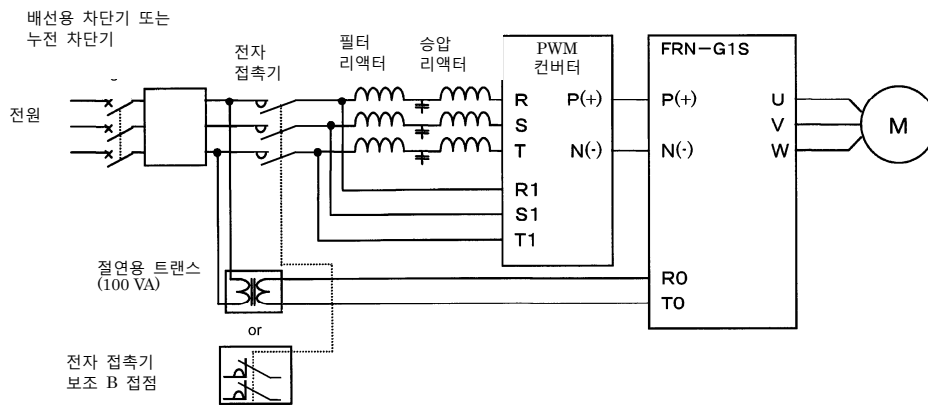 배선용 차단기 또는
누전 차단기
전원
전자
접촉기
필터
리액터
승압
리액터
PWM
컨버터
R
S
T
R1
S1
T1
P(+)
N(-)
FRN-G1S
P(+)
N(-)
U
V
W
M
R0
T0
절연용 트랜스
(100 VA)
or
전자 접촉기
보조 B 접점